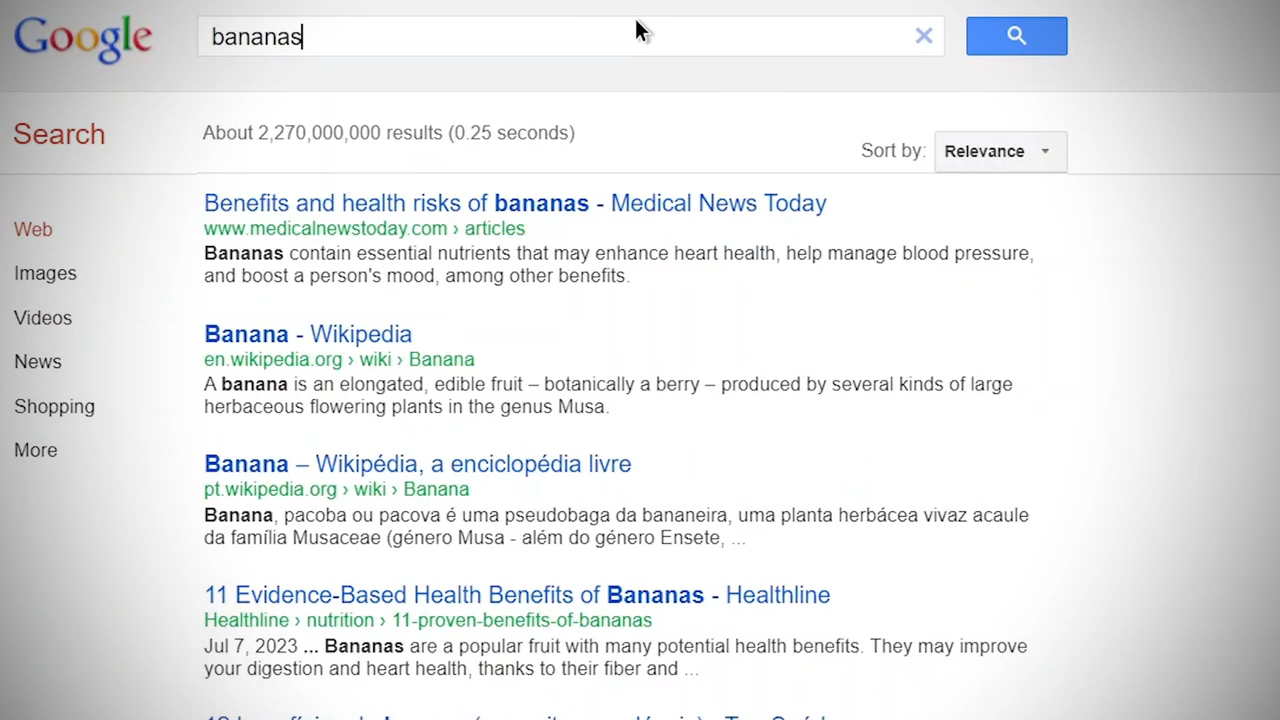 Google
bananas
Search
About 2,270,000,000 results (0.25 seconds)
Sort by: Relevance
Web
Images
Videos
News
Shopping
More
Benefits and health risks of bananas - Medical News Today
www.medicalnewstoday.com › articles
Bananas contain essential nutrients that may enhance heart health, help manage blood pressure,
and boost a person's mood, among other benefits.
Banana - Wikipedia
en.wikipedia.org › wiki › Banana
A banana is an elongated, edible fruit – botanically a berry – produced by several kinds of large
herbaceous flowering plants in the genus Musa.
Banana – Wikipédia, a enciclopédia livre
pt.wikipedia.org › wiki › Banana
Banana, pacoba ou pacova é uma pseudobaga da bananeira, uma planta herbácea vivaz acaule
da família Musaceae (género Musa - além do género Ensete, ...
11 Evidence-Based Health Benefits of Bananas - Healthline
Healthline › nutrition › 11-proven-benefits-of-bananas
Jul 7, 2023 ... Bananas are a popular fruit with many potential health benefits. They may improve
your digestion and heart health, thanks to their fiber and ...